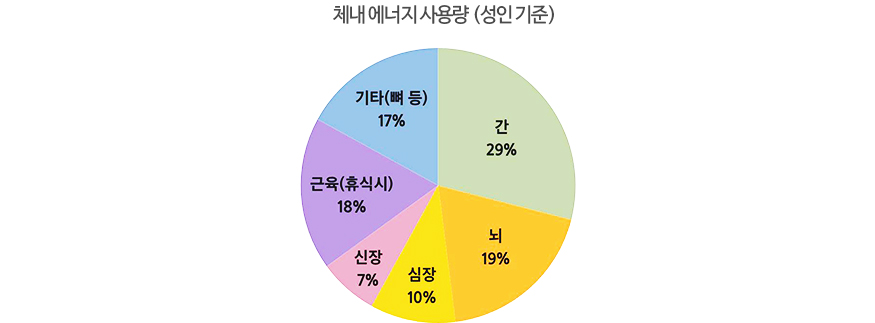 체내 에너지 사용량 (성인 기준)
기타(뼈 등)
17%
간
29%
근육(휴식시)
18%
뇌
19%
신장
7%
심장
10%